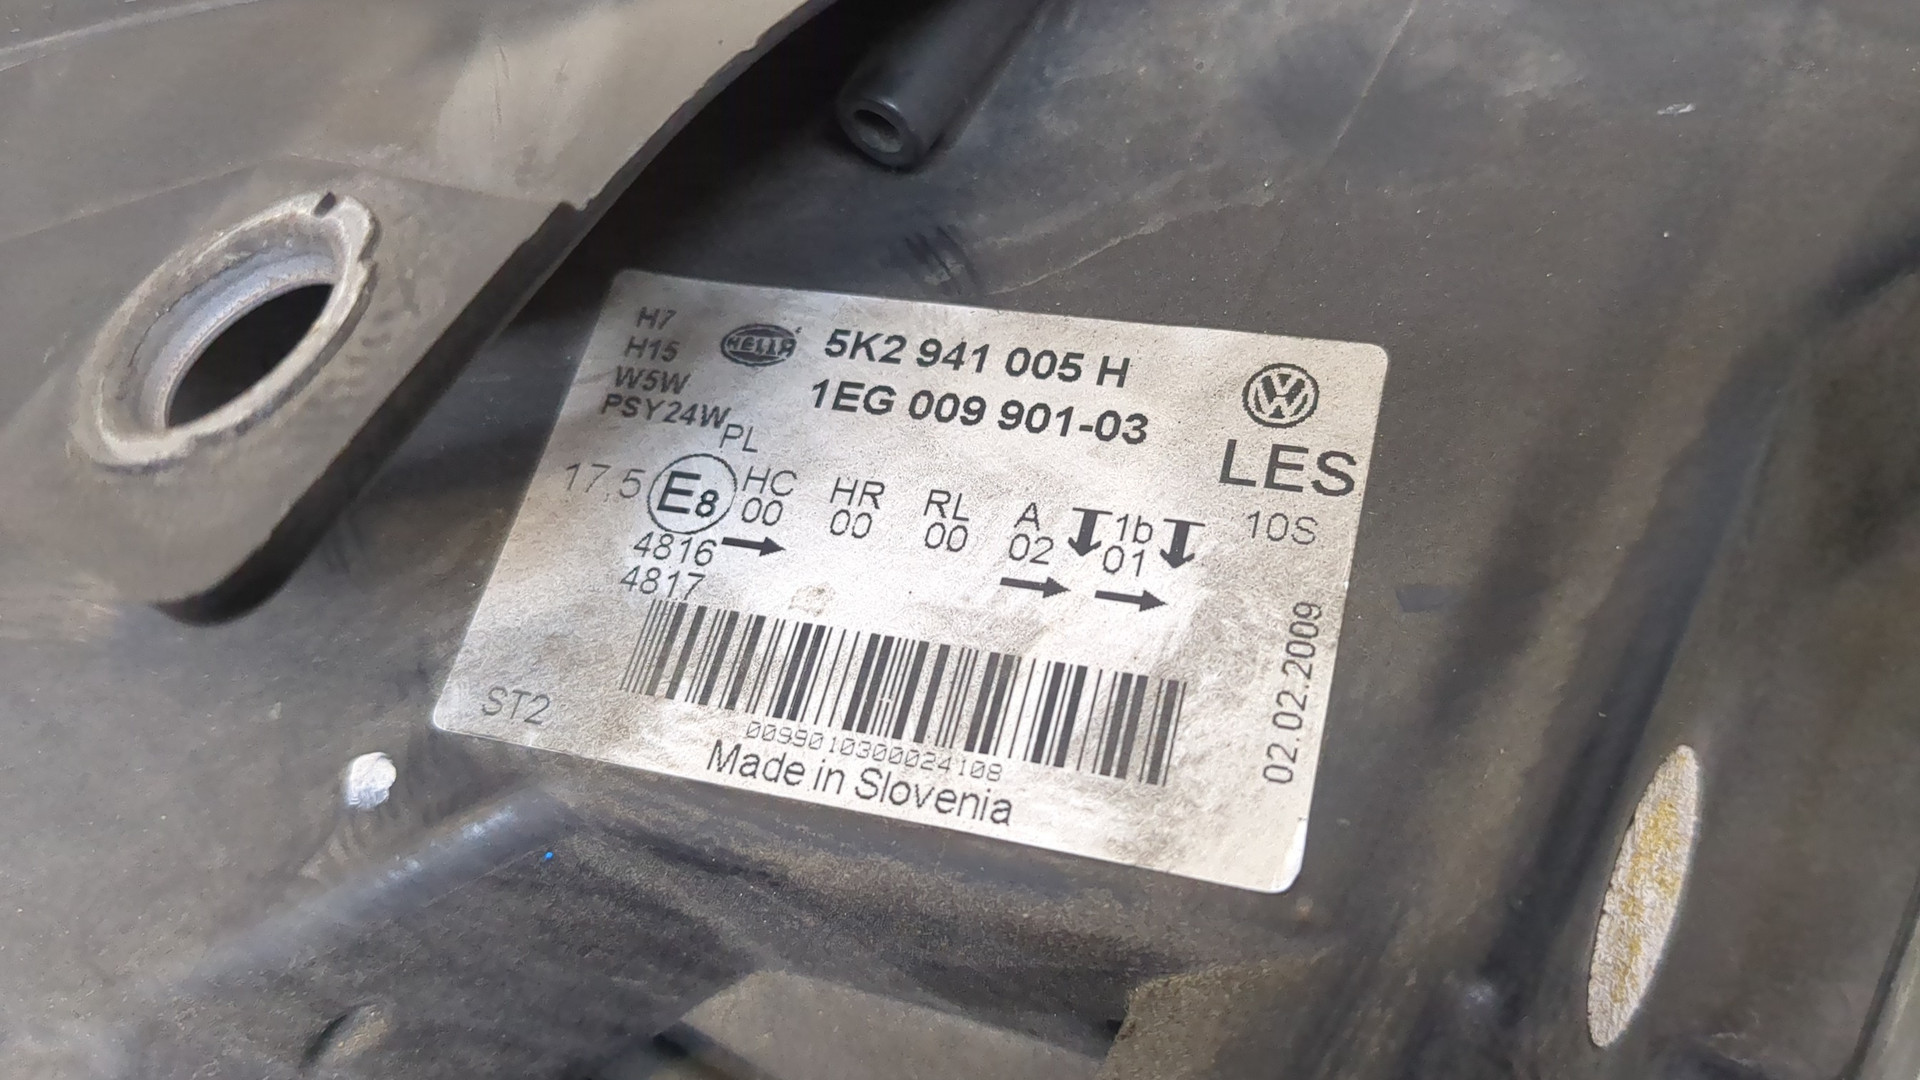 H7
H15
W5W
PSY24W
HELLA
5K2 941 005 H
1EG 009 901-03
LES
10S
PL
17.5 E8 HC HR RL A 1b
00 00 00 02 01
4816
4817
0099010300024108
Made in Slovenia
ST2
02.02.2009